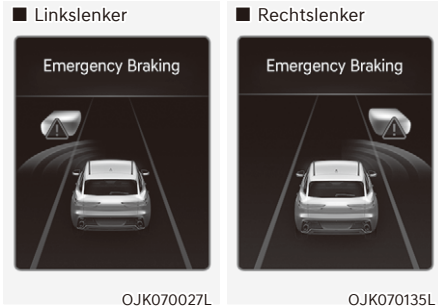 ■ Linkslenker
Emergency Braking
OJK070027L
■ Rechtslenker
Emergency Braking
OJK070135L